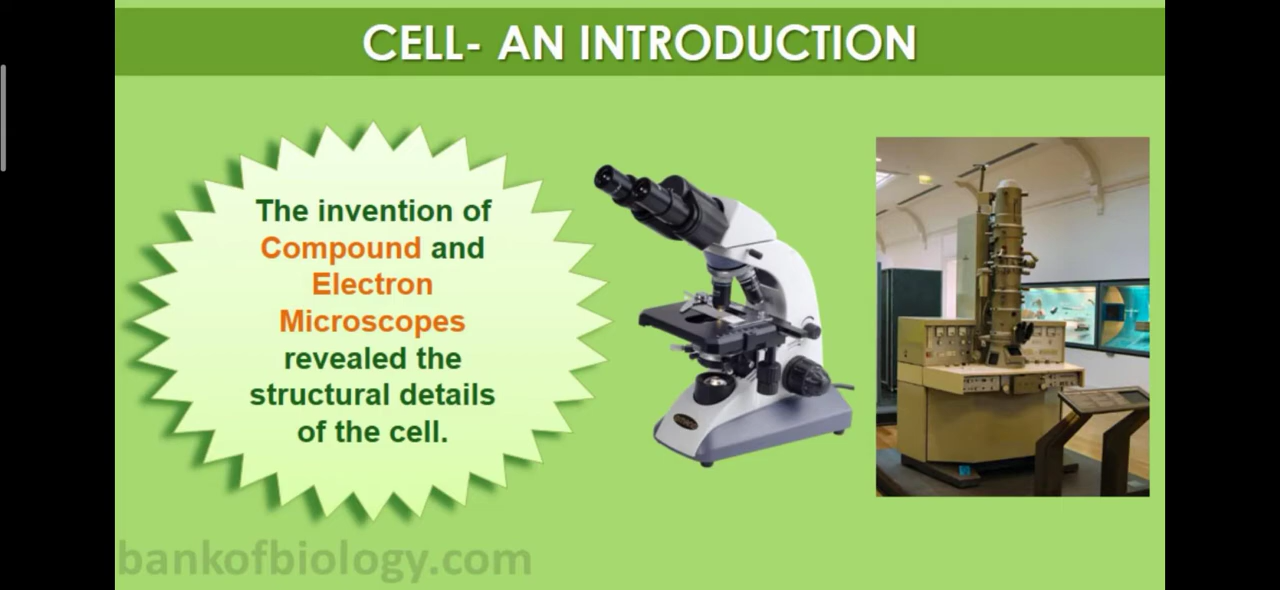 CELL- AN INTRODUCTION
The invention of
Compound and
Electron
Microscopes
revealed the
structural details
of the cell.
bankofbiology.com